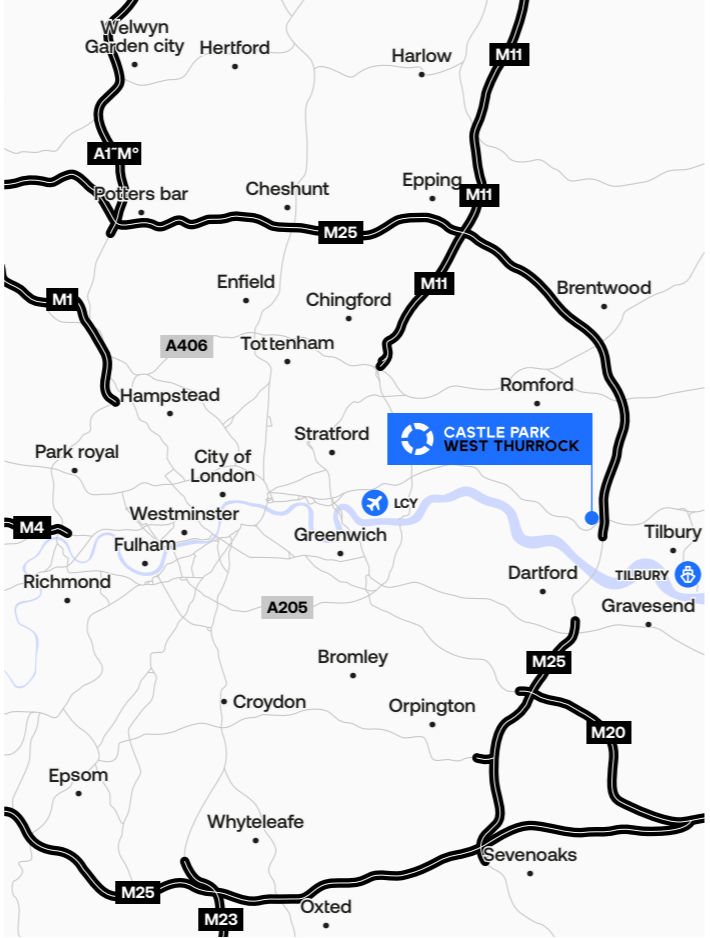 Welwyn
Garden city
Hertford
Harlow
M11
A1¯M°
Potters bar
Cheshunt
Epping
M11
M25
M1
Enfield
Chingford
M11
Brentwood
A406
Tottenham
Hampstead
Romford
CASTLE PARK
WEST THURROCK
Park royal
City of
London
Stratford
LCY
M4
Westminster
Fulham
Greenwich
Tilbury
Richmond
Dartford
TILBURY
A205
Gravesend
Bromley
M25
Croydon
Orpington
M20
Epsom
Whyteleafe
Sevenoaks
M25
M23
Oxted